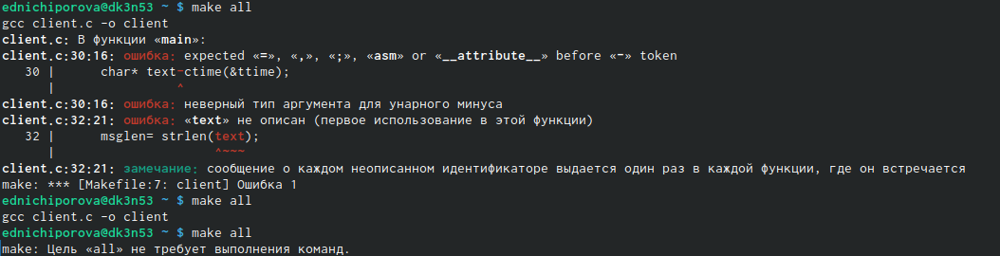 ednichiporova@dk3n53 ~ $ make all
gcc client.c -o client
client.c: В функции «main»:
client.c:30:16: ошибка: expected «=», «,», «;», «asm» or «__attribute__» before «-» token
   30 |      char* text-ctime(&ttime);
      |                ^
client.c:30:16: ошибка: неверный тип аргумента для унарного минуса
client.c:32:21: ошибка: «text» не описан (первое использование в этой функции)
   32 |      msglen= strlen(text);
      |                     ^~~~
client.c:32:21: замечание: сообщение о каждом неописанном идентификаторе выдается один раз в каждой функции, где он встречается
make: *** [Makefile:7: client] Ошибка 1
ednichiporova@dk3n53 ~ $ make all
gcc client.c -o client
ednichiporova@dk3n53 ~ $ make all
make: Цель «all» не требует выполнения команд.